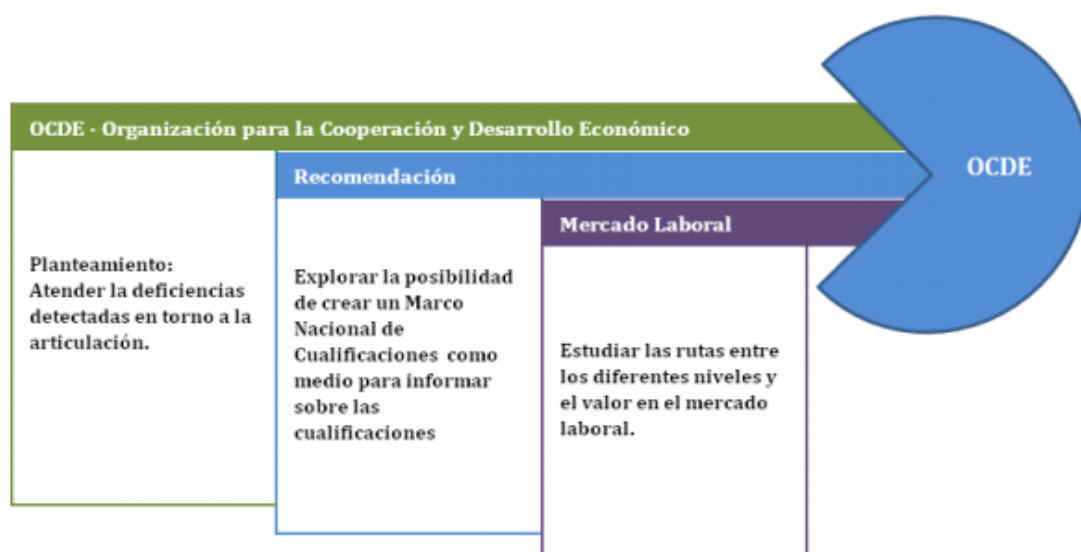 OCDE - Organización para la Cooperación y Desarrollo Económico
OCDE
Recomendación
Mercado Laboral
Planteamiento:
Atender la deficiencias
detectadas en torno a la
articulación.
Explorar la posibilidad
de crear un Marco
Nacional de
Cualificaciones como
medio para informar
sobre las
cualificaciones
Estudiar las rutas entre
los diferentes niveles y
el valor en el mercado
laboral.